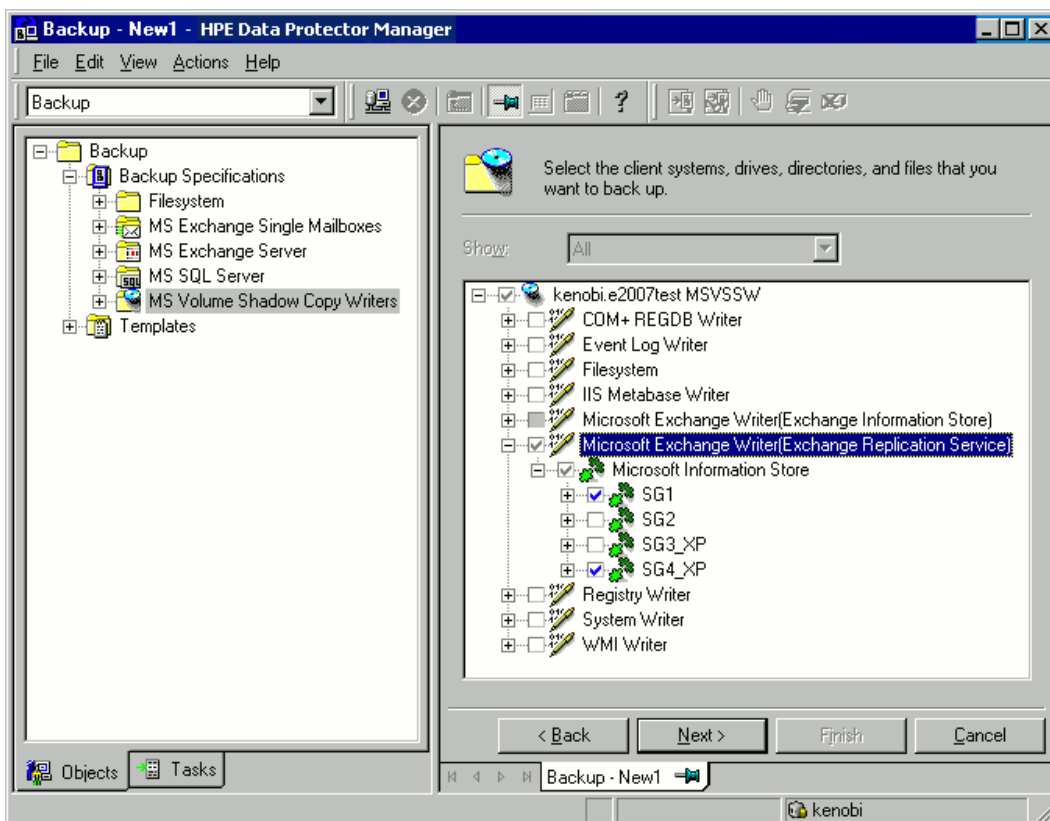 Backup - New1 - HPE Data Protector Manager
File Edit View Actions Help
Backup
Backup
Backup Specifications
Filesystem
MS Exchange Single Mailboxes
MS Exchange Server
MS SQL Server
MS Volume Shadow Copy Writers
Templates
Objects
Tasks
Select the client systems, drives, directories, and files that you
want to back up.
Show:
All
kenobi.e2007test MSVSSW
COM+ REGDB Writer
Event Log Writer
Filesystem
IIS Metabase Writer
Microsoft Exchange Writer(Exchange Information Store)
Microsoft Exchange Writer(Exchange Replication Service)
Microsoft Information Store
SG1
SG2
SG3_XP
SG4_XP
Registry Writer
System Writer
WMI Writer
< Back
Next >
Finish
Cancel
Backup - New1
kenobi